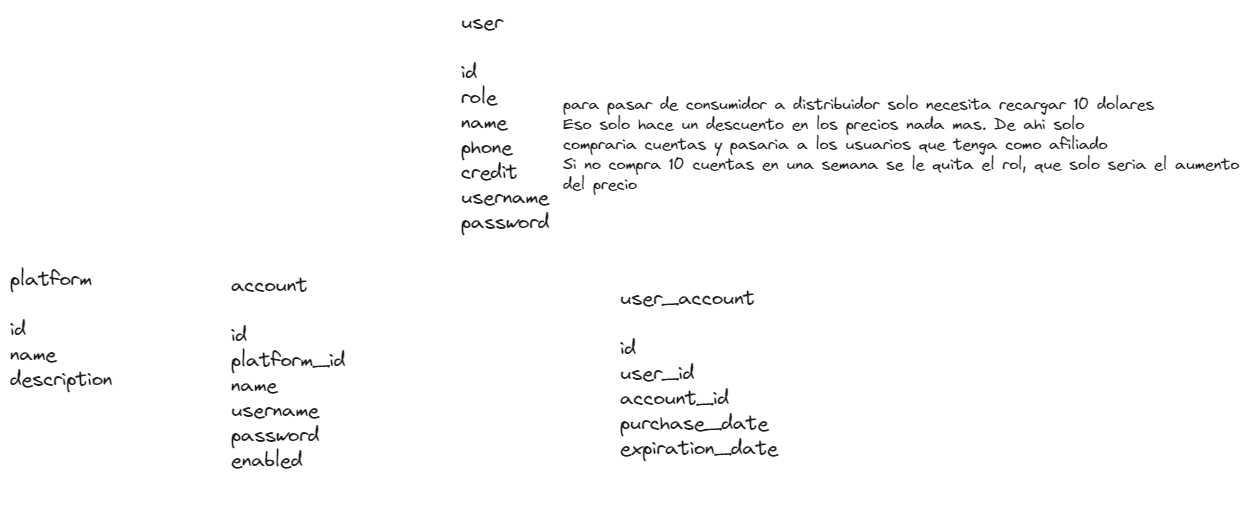 user
id
role
name
phone
credit
username
password
para pasar de consumidor a distribuidor solo necesita recargar 10 dolares
Eso solo hace un descuento en los precios nada mas. De ahi solo
compraria cuentas y pasaria a los usuarios que tenga como afiliado
Si no compra 10 cuentas en una semana se le quita el rol, que solo seria el aumento
del precio
platform
id
name
description
account
id
platform_id
name
username
password
enabled
user_account
id
user_id
account_id
purchase_date
expiration_date